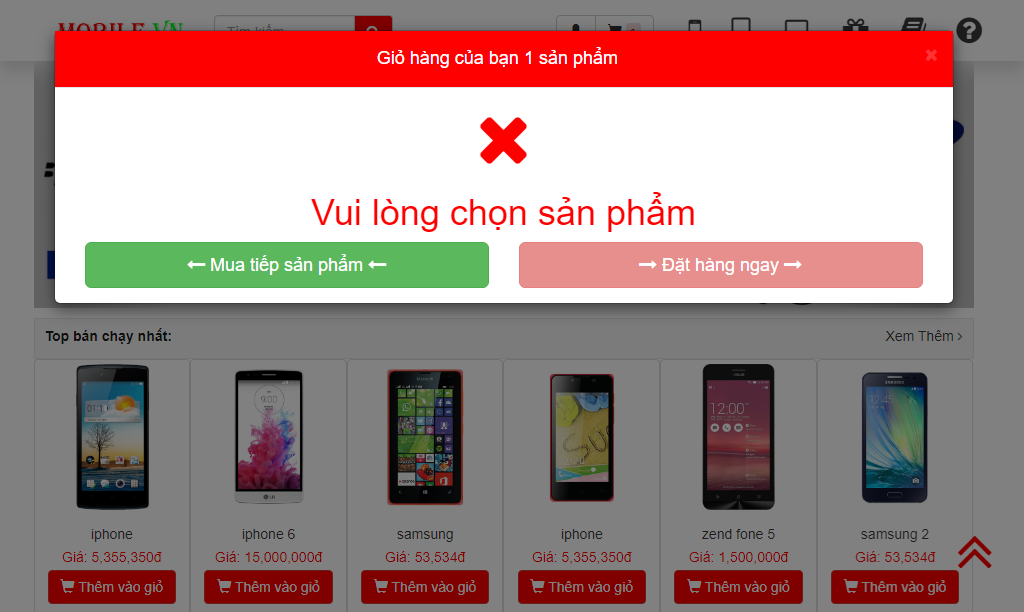 MOBILE VN
Tìm kiếm
Giỏ hàng của bạn 1 sản phẩm
Vui lòng chọn sản phẩm
Mua tiếp sản phẩm
Đặt hàng ngay
Top bán chạy nhất:
Xem Thêm
iphone
Giá: 5,355,350đ
Thêm vào giỏ
iphone 6
Giá: 15,000,000đ
Thêm vào giỏ
samsung
Giá: 53,534đ
Thêm vào giỏ
iphone
Giá: 5,355,350đ
Thêm vào giỏ
zend fone 5
Giá: 1,500,000đ
Thêm vào giỏ
samsung 2
Giá: 53,534đ
Thêm vào giỏ